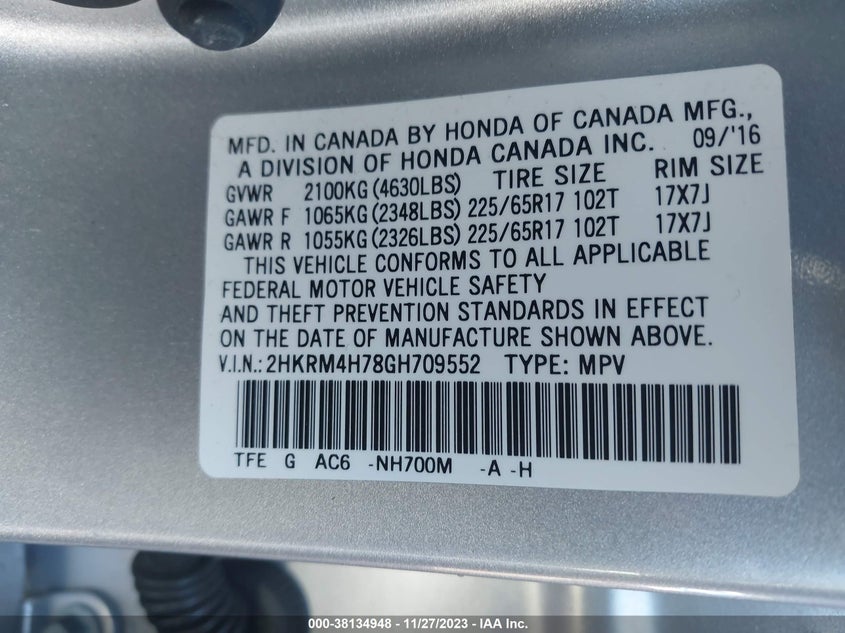 MFD. IN CANADA BY HONDA OF CANADA MFG.,
A DIVISION OF HONDA CANADA INC. 09/'16
GVWR 2100KG (4630LBS) TIRE SIZE RIM SIZE
GAWR F 1065KG (2348LBS) 225/65R17 102T 17X7J
GAWR R 1055KG (2326LBS) 225/65R17 102T 17X7J
THIS VEHICLE CONFORMS TO ALL APPLICABLE
FEDERAL MOTOR VEHICLE SAFETY
AND THEFT PREVENTION STANDARDS IN EFFECT
ON THE DATE OF MANUFACTURE SHOWN ABOVE.
V.I.N.: 2HKRM4H78GH709552 TYPE: MPV
TFE G AC6 -NH700M -A -H
000-38134948 - 11/27/2023 - IAA Inc.